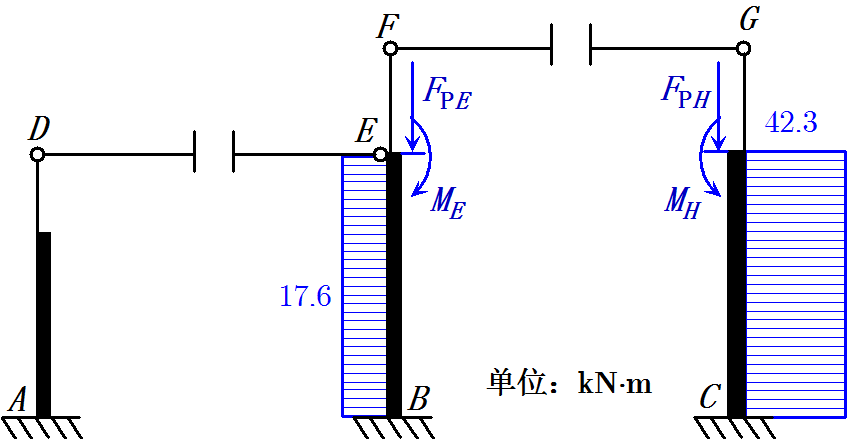 F
G
F_PE
F_PH
42.3
D
E
M_E
M_H
17.6
单位：kN·m
A
B
C